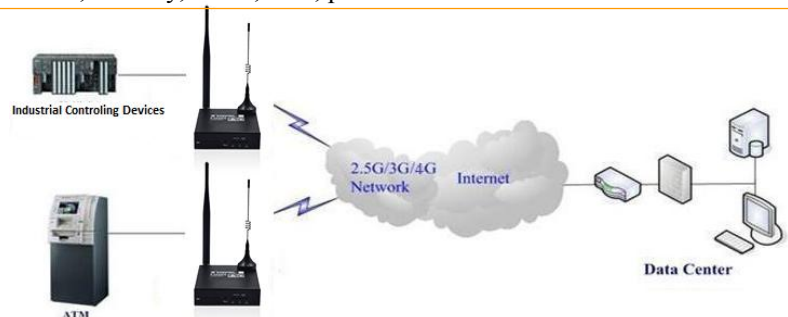 Industrial Controling Devices
2.5G/3G/4G
Network
Internet
Data Center
ATM